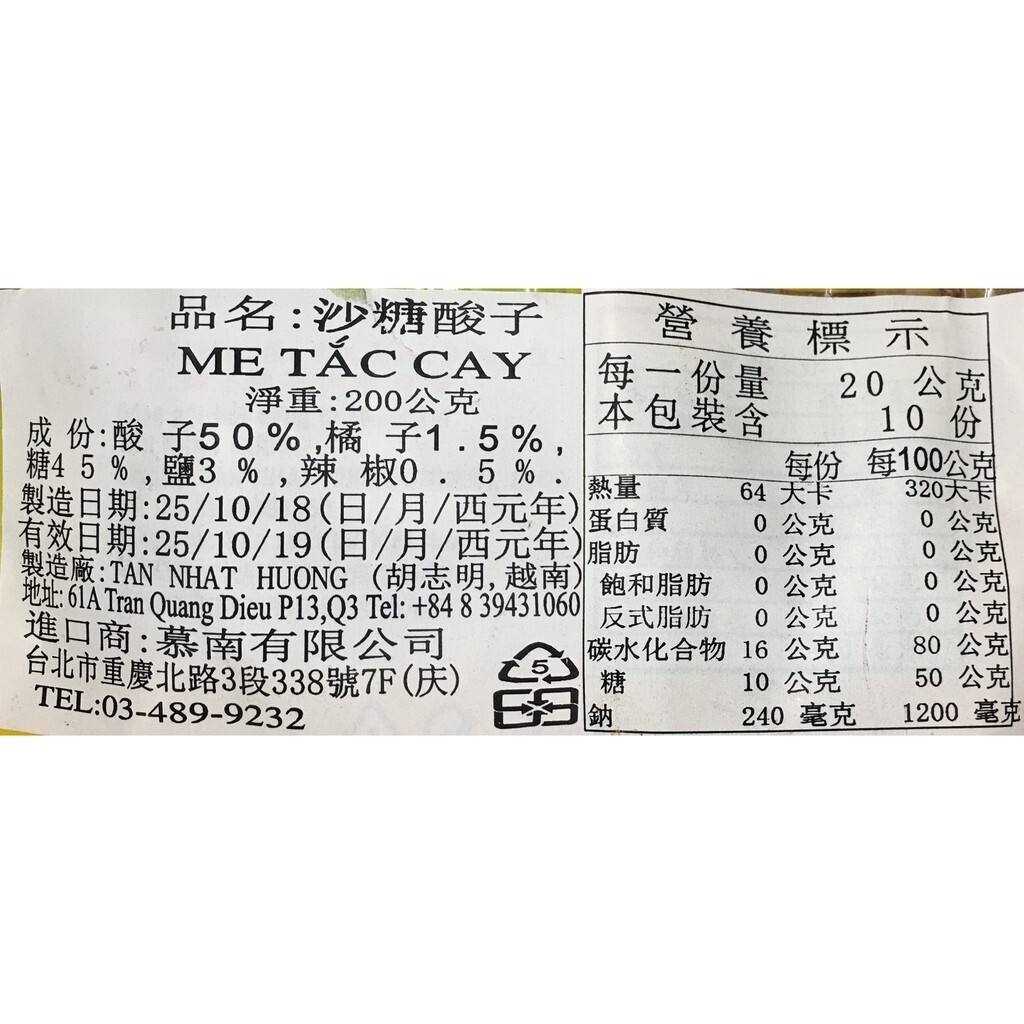 品名:沙糖酸子
ME TẮC CAY
淨重:200公克
成份:酸子50%,橘子1.5%,
糖45%,鹽3%,辣椒0.5%.
製造日期:25/10/18(日/月/西元年)
有效日期:25/10/19(日/月/西元年)
製造廠:TAN NHAT HUONG (胡志明,越南)
地址: 61A Tran Quang Dieu P13,Q3 Tel: +84 8 39431060
進口商:慕南有限公司
台北市重慶北路3段338號7F(庆)
TEL:03-489-9232
5
營養標示
每一份量 20 公克
本包裝含 10 份
每份 每100公克
熱量 64 大卡 320大卡
蛋白質 0 公克 0 公克
脂肪 0 公克 0 公克
飽和脂肪 0 公克 0 公克
反式脂肪 0 公克 0 公克
碳水化合物 16 公克 80 公克
糖 10 公克 50 公克
鈉 240 毫克 1200 毫克